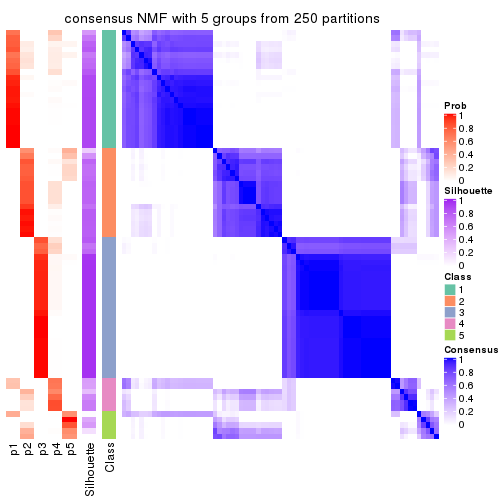 consensus NMF with 5 groups from 250 partitions
Prob
1
0.8
0.6
0.4
0.2
0
Silhouette
1
0.8
0.6
0.4
0.2
0
Class
1
2
3
4
5
Consensus
1
0.8
0.6
0.4
0.2
0
p1
p2
p3
p4
p5
Silhouette
Class